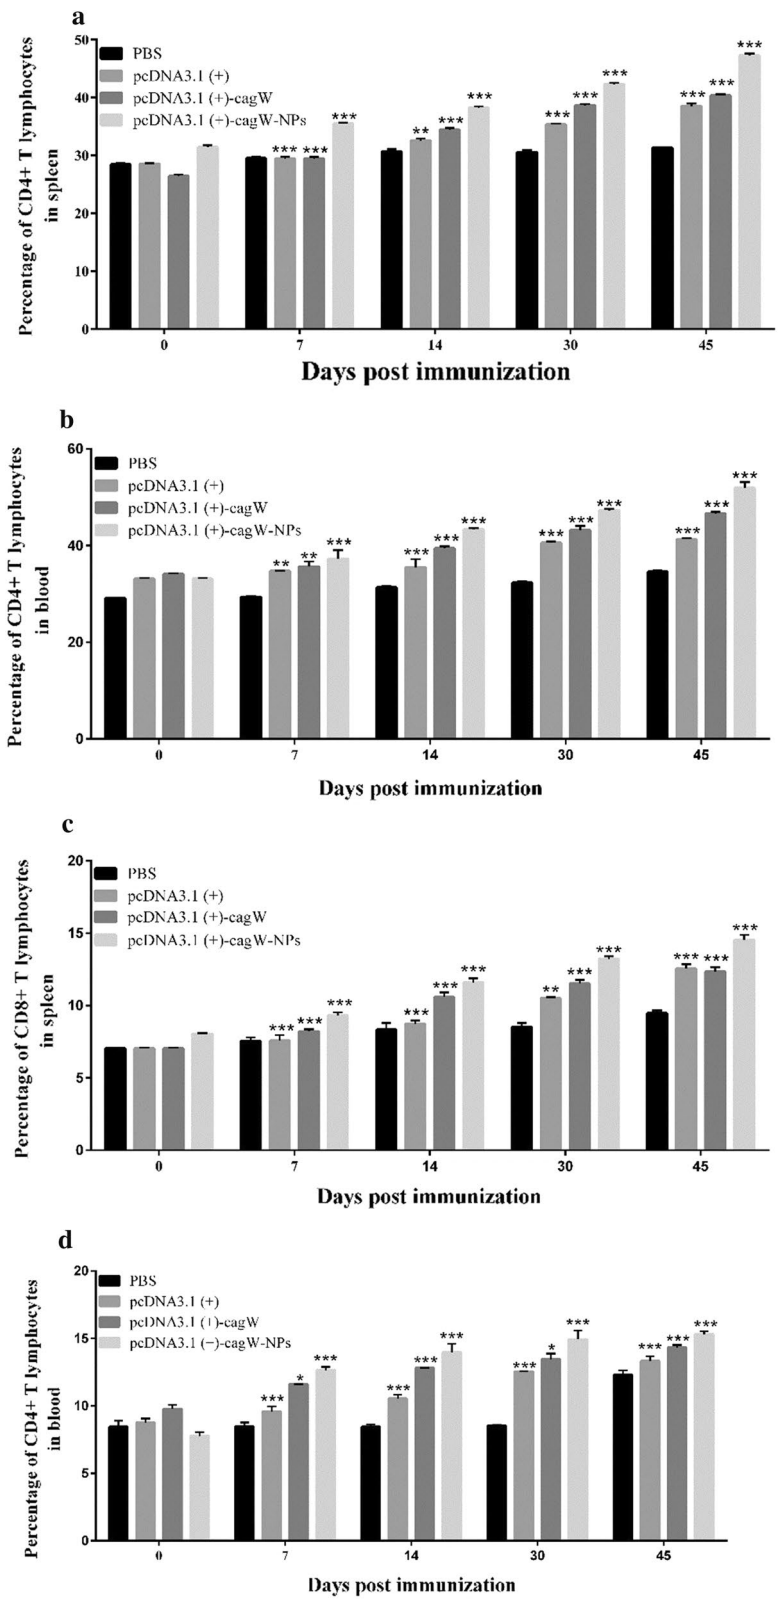 a
Percentage of CD4+ T lymphocytes
in spleen
50
40
30
20
10
0
PBS
pcDNA3.1 (+)
pcDNA3.1 (+)-cagW
pcDNA3.1 (+)-cagW-NPs
*** *** ***
** *** ***
*** *** ***
*** *** ***
0 7 14 30 45
Days post immunization
b
Percentage of CD4+ T lymphocytes
in blood
60
40
20
0
PBS
pcDNA3.1 (+)
pcDNA3.1 (+)-cagW
pcDNA3.1 (+)-cagW-NPs
** ** ***
*** *** ***
*** *** ***
*** *** ***
0 7 14 30 45
Days post immunization
c
Percentage of CD8+ T lymphocytes
in spleen
20
15
10
5
0
PBS
pcDNA3.1 (+)
pcDNA3.1 (+)-cagW
pcDNA3.1 (+)-cagW-NPs
*** *** ***
*** *** ***
** *** ***
*** *** ***
0 7 14 30 45
Days post immunization
d
Percentage of CD4+ T lymphocytes
in blood
20
15
10
5
0
PBS
pcDNA3.1 (+)
pcDNA3.1 (+)-cagW
pcDNA3.1 (−)-cagW-NPs
*** * ***
*** *** ***
*** * ***
*** *** ***
0 7 14 30 45
Days post immunization